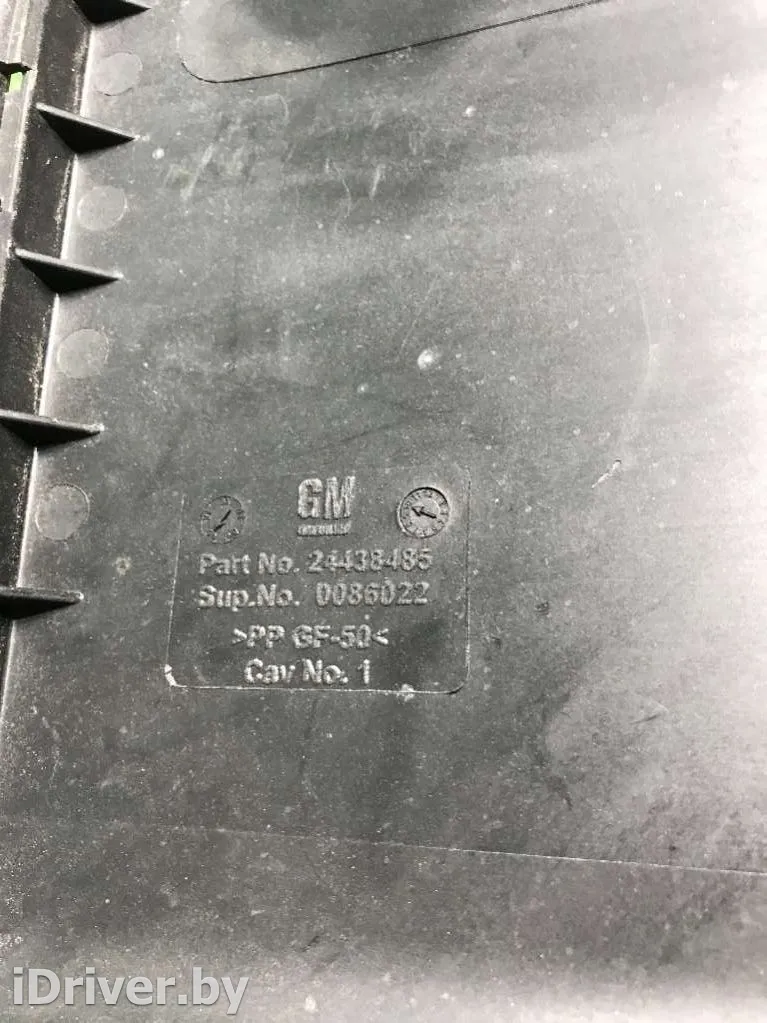 GM
Part No. 24438485
Sup.No. 0086022
>PP GF-50<
Cav No. 1
iDriver.by